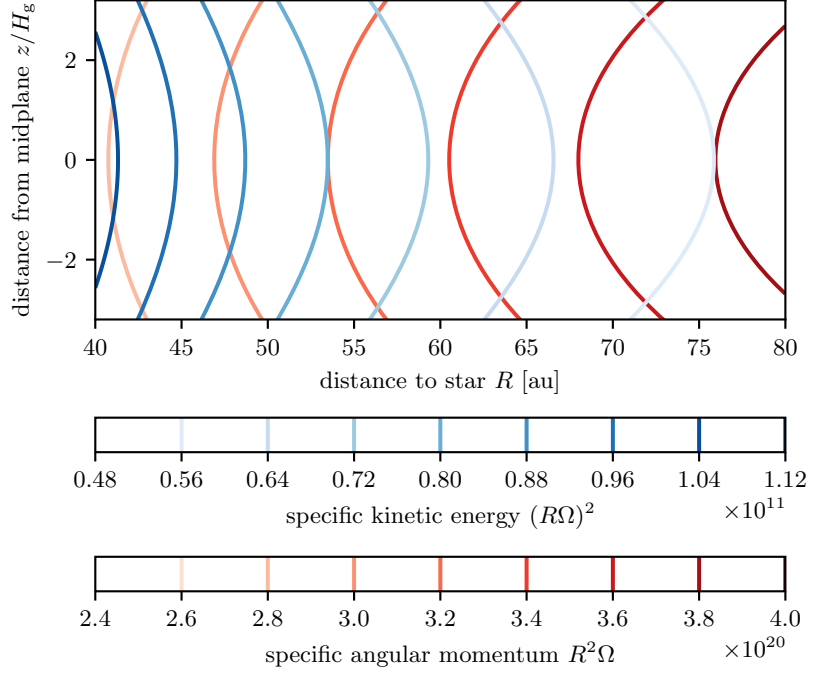 distance from midplane z/H_g
2
0
−2
40 45 50 55 60 65 70 75 80
distance to star R [au]
0.48 0.56 0.64 0.72 0.80 0.88 0.96 1.04 1.12
×10^11
specific kinetic energy (RΩ)^2
2.4 2.6 2.8 3.0 3.2 3.4 3.6 3.8 4.0
×10^20
specific angular momentum R^2Ω